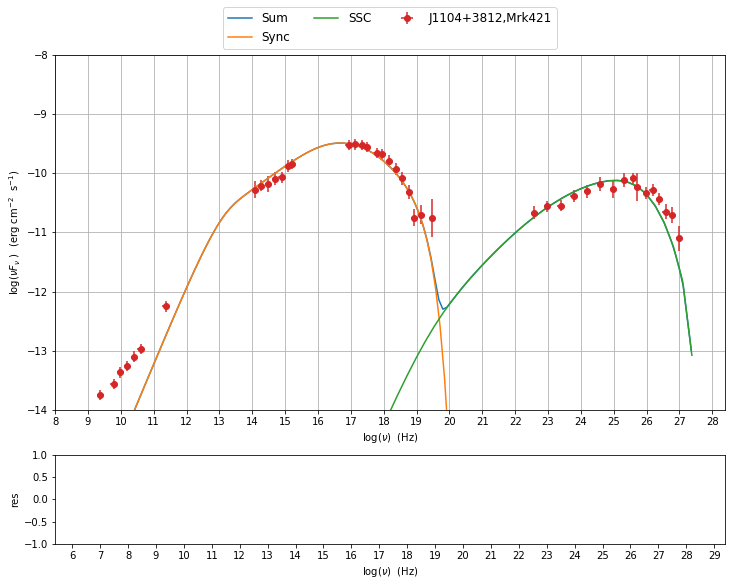 Sum SSC J1104+3812,Mrk421
Sync
−8
−9
−10
−11
−12
−13
−14
log(νFν) (erg cm⁻² s⁻¹)
8 9 10 11 12 13 14 15 16 17 18 19 20 21 22 23 24 25 26 27 28
log(ν) (Hz)
1.0
0.5
0.0
−0.5
−1.0
res
6 7 8 9 10 11 12 13 14 15 16 17 18 19 20 21 22 23 24 25 26 27 28 29
log(ν) (Hz)